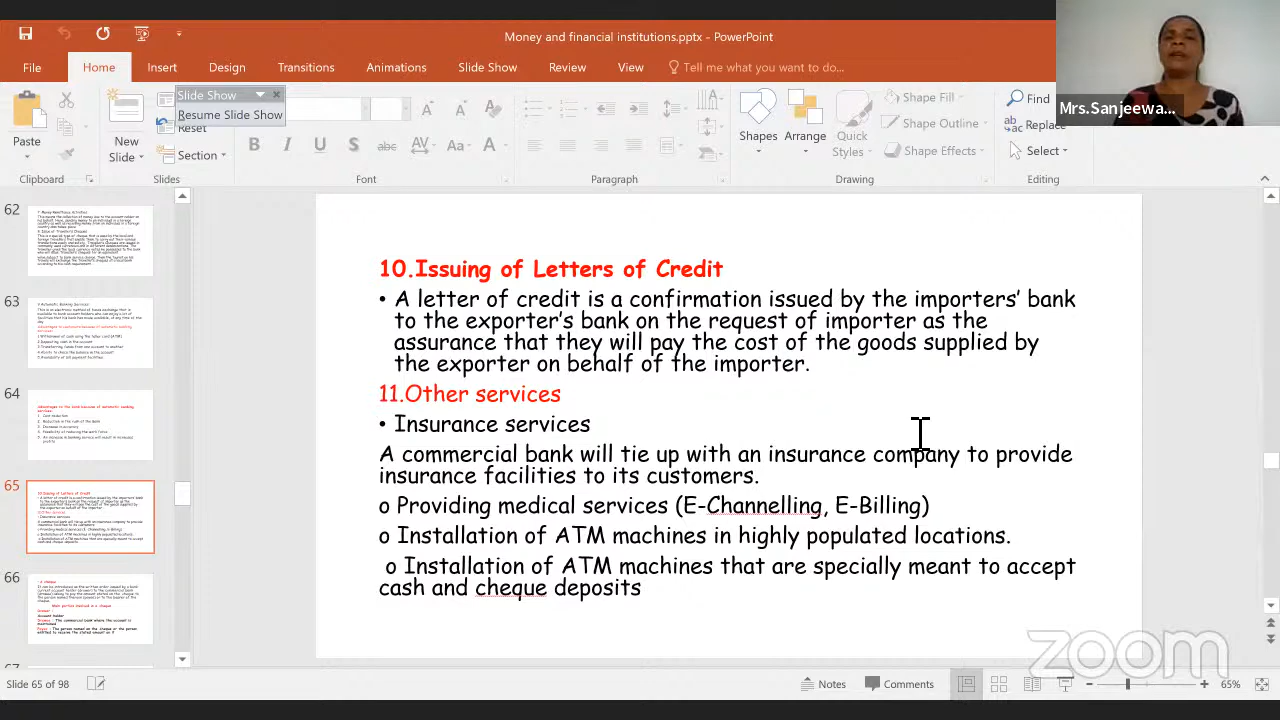 Money and financial institutions.pptx - PowerPoint
File Home Insert Design Transitions Animations Slide Show Review View Tell me what you want to do...
Slide Show
Resume Slide Show
Reset
Section
Paste
New Slide
Clipboard
Slides
Font
Paragraph
Shapes
Arrange
Quick Styles
Shape Fill
Shape Outline
Shape Effects
Drawing
Find
Replace
Select
Editing
Mrs.Sanjeewa...
62
63
64
65
66
10.Issuing of Letters of Credit
• A letter of credit is a confirmation issued by the importers' bank
to the exporter's bank on the request of importer as the
assurance that they will pay the cost of the goods supplied by
the exporter on behalf of the importer.
11.Other services
• Insurance services
A commercial bank will tie up with an insurance company to provide
insurance facilities to its customers.
o Providing medical services (E-Channelling, E-Billing)
o Installation of ATM machines in highly populated locations.
o Installation of ATM machines that are specially meant to accept
cash and cheque deposits
zoom
Slide 65 of 98
Notes
Comments
65%